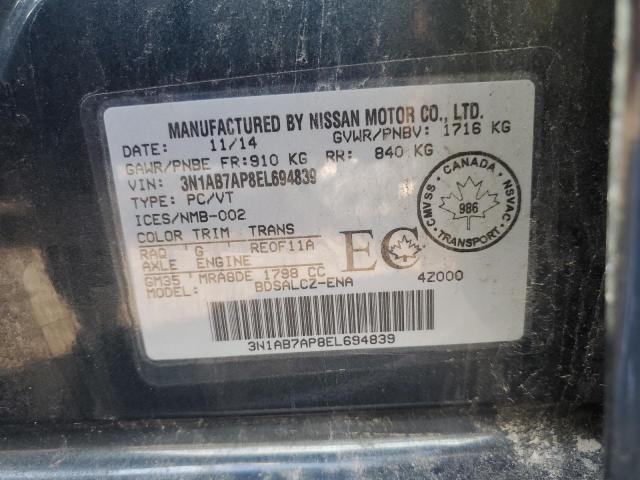 MANUFACTURED BY NISSAN MOTOR CO., LTD.
DATE: 11/14 GVWR/PNBV: 1716 KG
GAWR/PNBE FR: 910 KG RR: 840 KG
VIN: 3N1AB7AP8EL694839
TYPE: PC/VT
ICES/NMB-002
COLOR TRIM TRANS
RAQ G RE0F11A
AXLE ENGINE
GM35 MRA8DE 1798 CC
MODEL: BDSALCZ-ENA 4Z000
EC
CANADA
CMVSS NSVAC
986
TRANSPORT
3N1AB7AP8EL694839